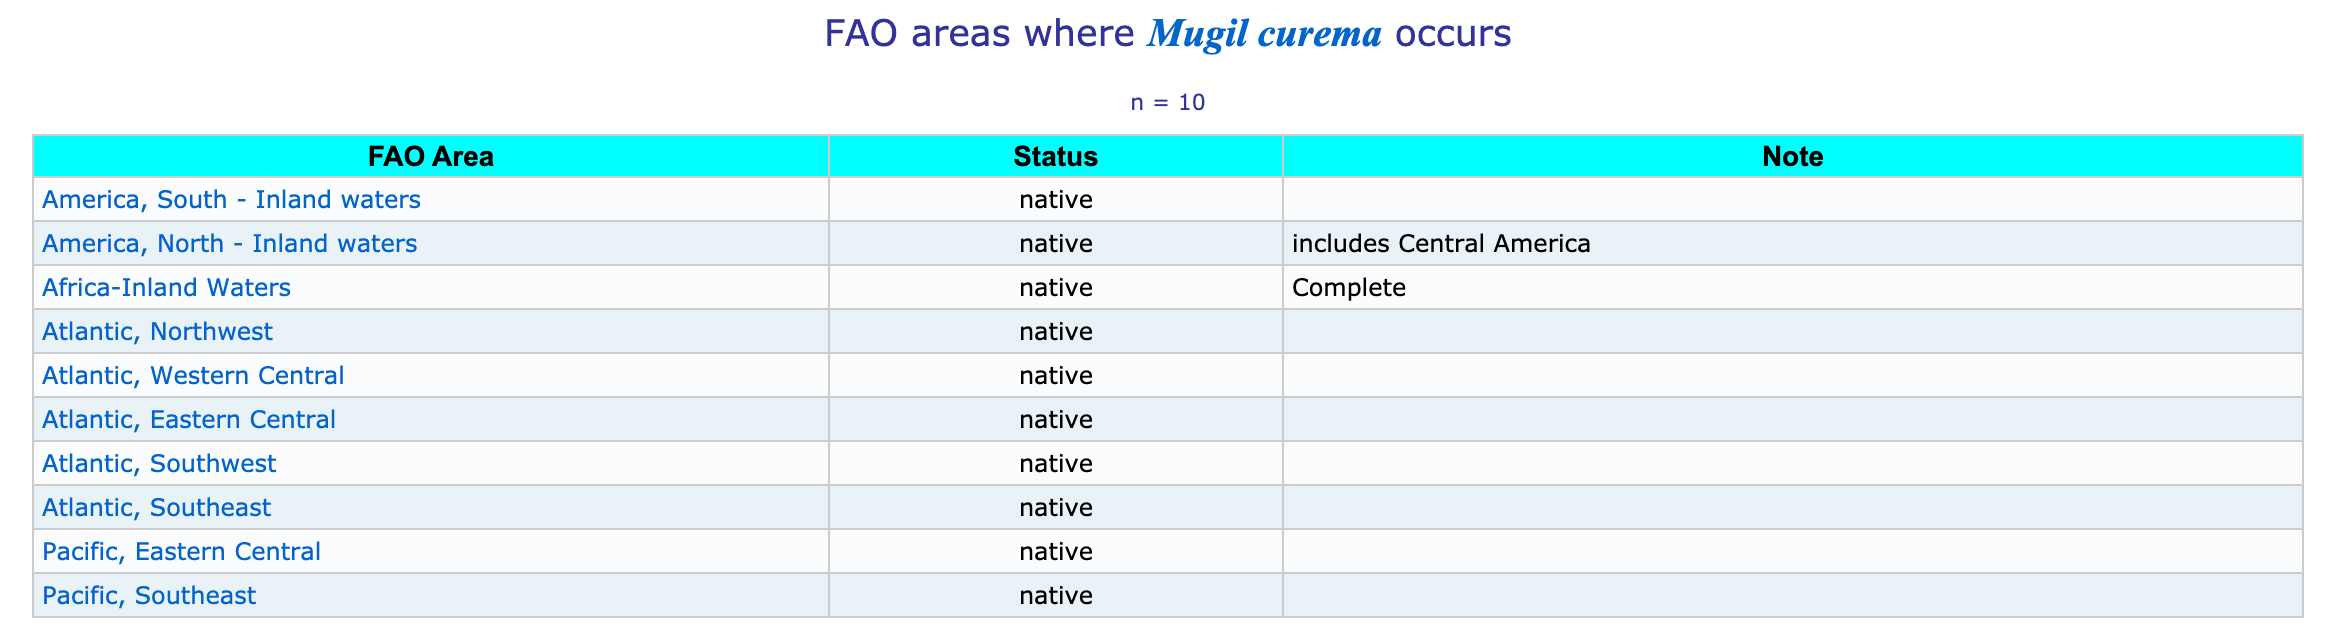 FAO areas where Mugil curema occurs
n = 10
FAO Area Status Note
America, South - Inland waters native
America, North - Inland waters native includes Central America
Africa-Inland Waters native Complete
Atlantic, Northwest native
Atlantic, Western Central native
Atlantic, Eastern Central native
Atlantic, Southwest native
Atlantic, Southeast native
Pacific, Eastern Central native
Pacific, Southeast native